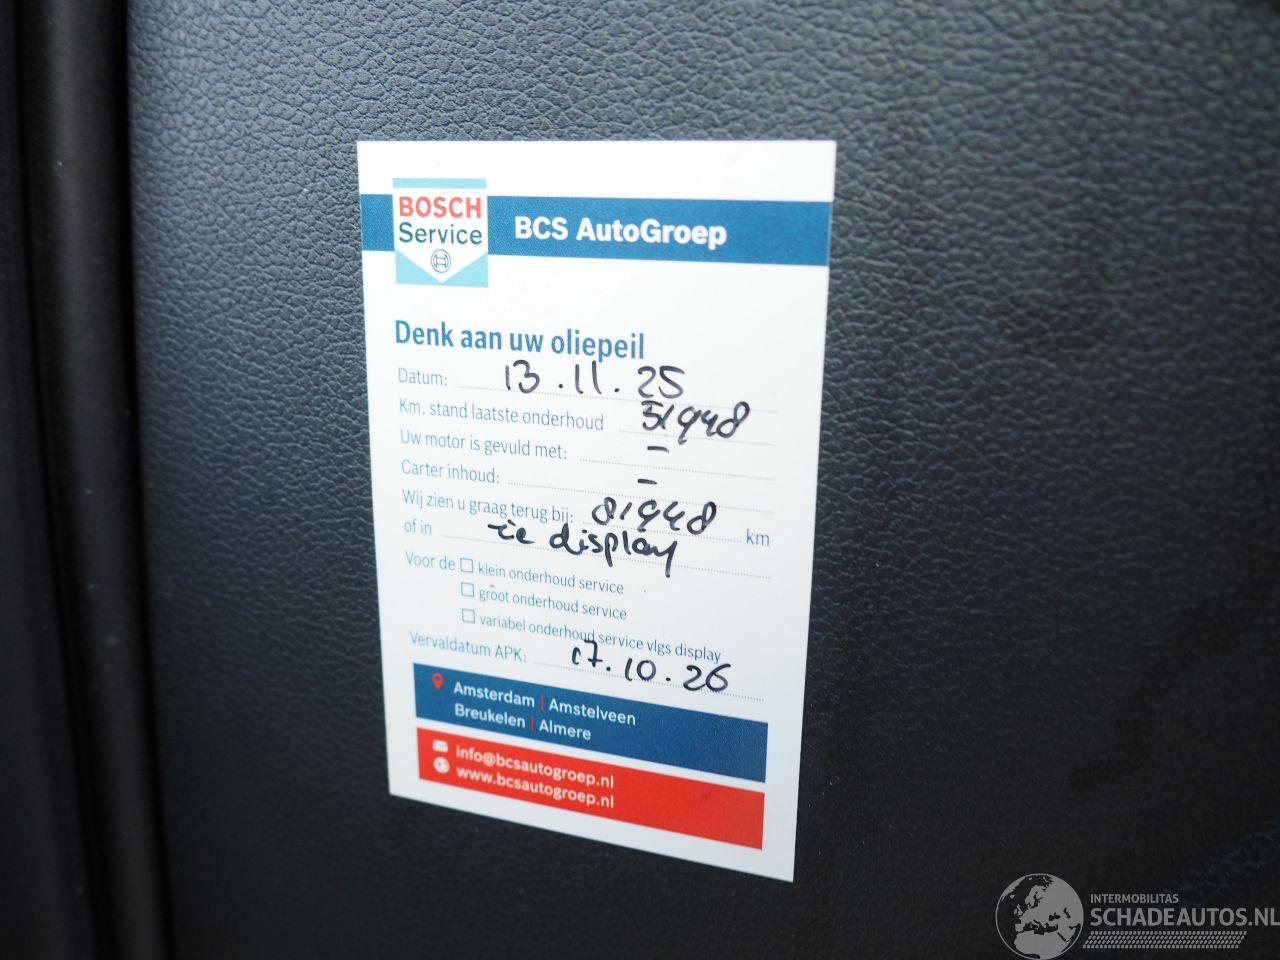 BOSCH
Service
BCS AutoGroep
Denk aan uw oliepeil
Datum: 13.11.25
Km. stand laatste onderhoud 51948
Uw motor is gevuld met: –
Carter inhoud: –
Wij zien u graag terug bij: 81948 km
of in zie display
Voor de □ klein onderhoud service
□ groot onderhoud service
□ variabel onderhoud service vlgs display
Vervaldatum APK: 17.10.26
Amsterdam | Amstelveen
Breukelen | Almere
info@bcsautogroep.nl
www.bcsautogroep.nl
INTERMOBILITAS
SCHADEAUTOS.NL